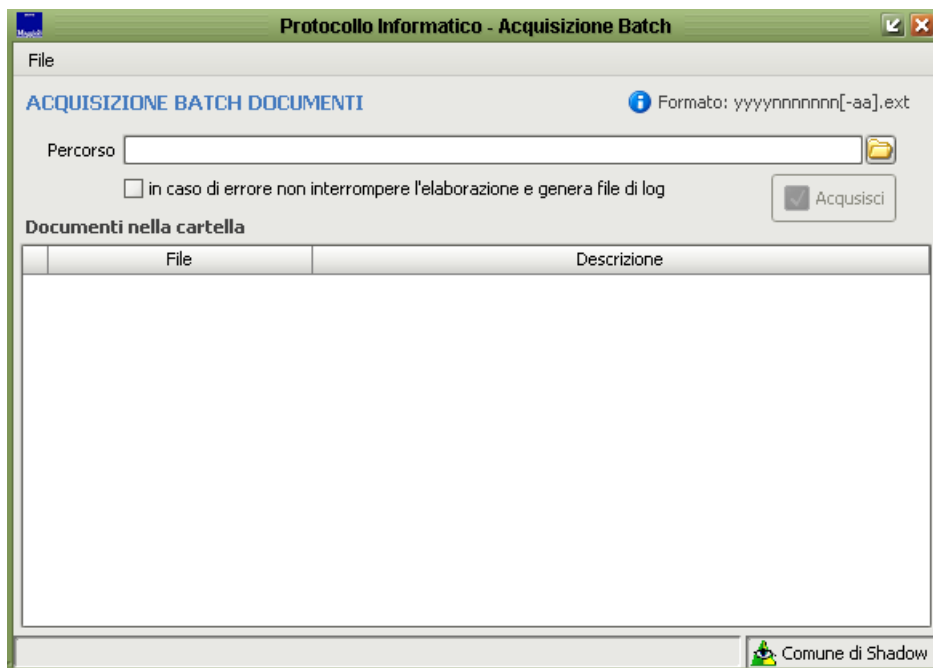 Protocollo Informatico - Acquisizione Batch
File
ACQUISIZIONE BATCH DOCUMENTI
Formato: yyyynnnnnnn[-aa].ext
Percorso
in caso di errore non interrompere l'elaborazione e genera file di log
Acqusisci
Documenti nella cartella
File Descrizione
Comune di Shadow